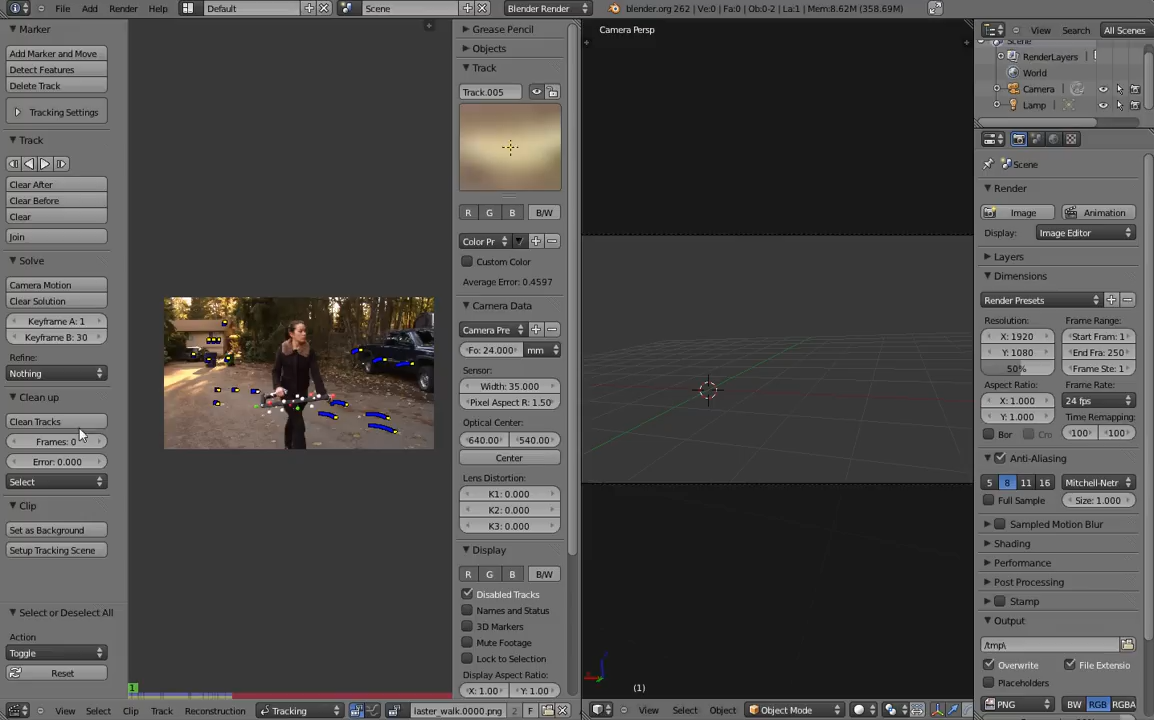 File
Add
Render
Help
Default
Scene
Blender Render
blender.org 262 | Ve:0 | Fa:0 | Ob:0-2 | La:1 | Mem:8.62M (358.69M)
Marker
Add Marker and Move
Detect Features
Delete Track
Tracking Settings
Track
Clear After
Clear Before
Clear
Join
Solve
Camera Motion
Clear Solution
Keyframe A: 1
Keyframe B: 30
Refine:
Nothing
Clean up
Clean Tracks
Frames: 0
Error: 0.000
Select
Clip
Set as Background
Setup Tracking Scene
Select or Deselect All
Action
Toggle
Reset
1
View
Select
Clip
Track
Reconstruction
Tracking
laster_walk.0000.png
2
F
Grease Pencil
Objects
Track
Track.005
R
G
B
B/W
Color Pr
Custom Color
Average Error: 0.4597
Camera Data
Camera Pre
Fo: 24.000
mm
Sensor:
Width: 35.000
Pixel Aspect R: 1.50
Optical Center:
640.00
540.00
Center
Lens Distortion:
K1: 0.000
K2: 0.000
K3: 0.000
Display
R
G
B
B/W
Disabled Tracks
Names and Status
3D Markers
Mute Footage
Lock to Selection
Display Aspect Ratio
X: 1.00
Y: 1.00
Camera Persp
(1)
View
Select
Object
Object Mode
View
Search
All Scenes
Scene
RenderLayers
World
Camera
Lamp
Scene
Render
Image
Animation
Display:
Image Editor
Layers
Dimensions
Render Presets
Resolution:
X: 1920
Y: 1080
50%
Aspect Ratio:
X: 1.000
Y: 1.000
Bor
Cro
Frame Range:
Start Fram: 1
End Fra: 250
Frame Ste: 1
Frame Rate:
24 fps
Time Remapping:
100
100
Anti-Aliasing
5
8
11
16
Mitchell-Netr
Full Sample
Size: 1.000
Sampled Motion Blur
Shading
Performance
Post Processing
Stamp
Output
/tmp\
Overwrite
File Extensio
Placeholders
PNG
BW
RGB
RGBA